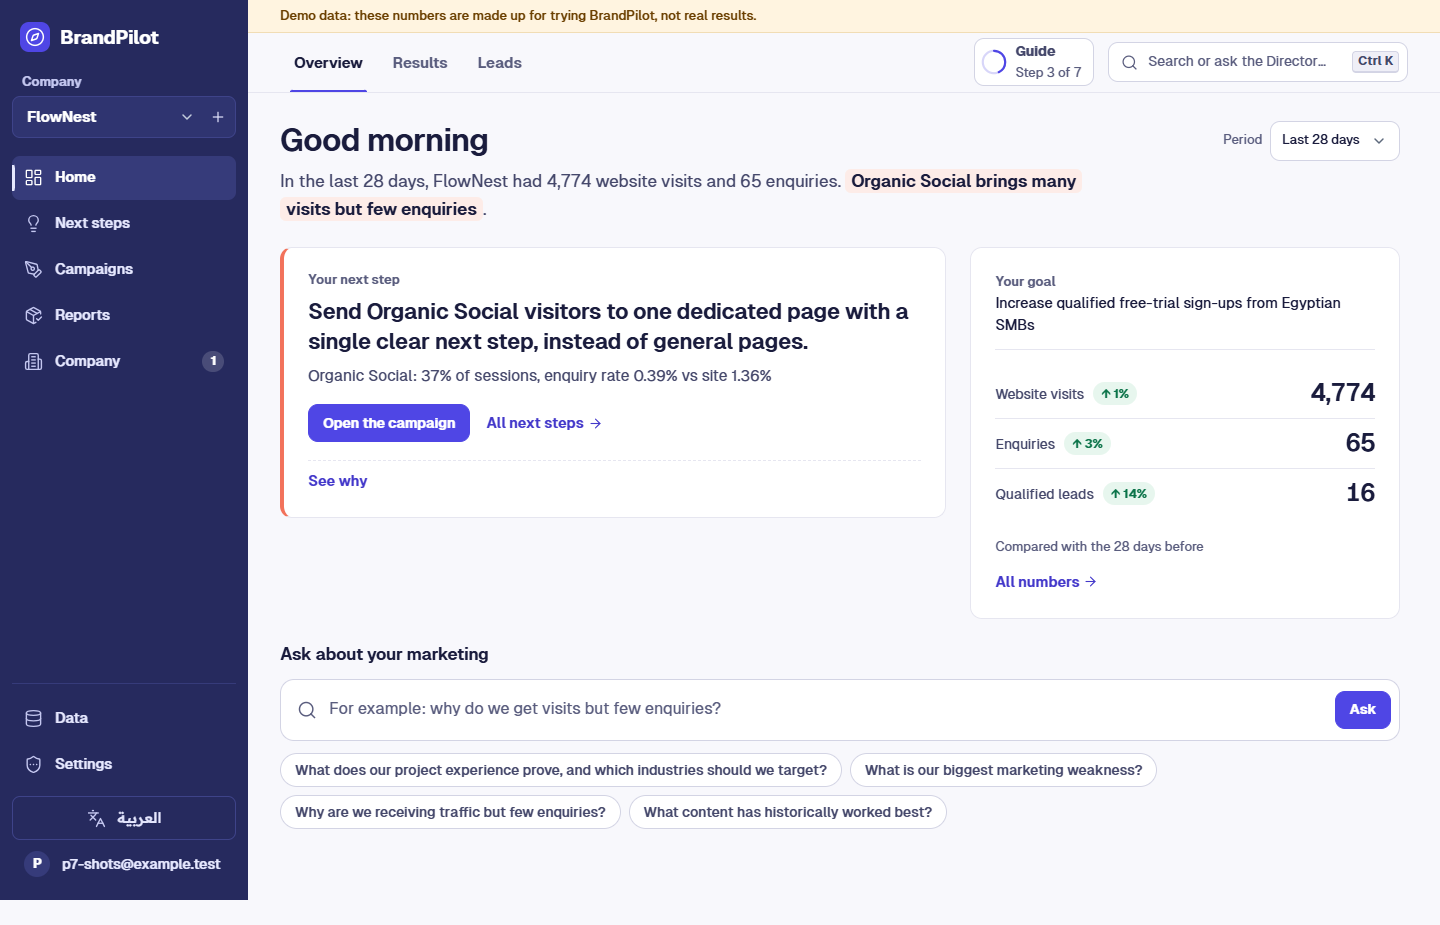 BrandPilot
Company
FlowNest
Home
Next steps
Campaigns
Reports
Company 1
Data
Settings
العربية
P p7-shots@example.test
Demo data: these numbers are made up for trying BrandPilot, not real results.
Overview Results Leads
Guide
Step 3 of 7
Search or ask the Director... Ctrl K
Good morning
Period Last 28 days
In the last 28 days, FlowNest had 4,774 website visits and 65 enquiries. Organic Social brings many
visits but few enquiries.
Your next step
Send Organic Social visitors to one dedicated page with a
single clear next step, instead of general pages.
Organic Social: 37% of sessions, enquiry rate 0.39% vs site 1.36%
Open the campaign All next steps →
See why
Your goal
Increase qualified free-trial sign-ups from Egyptian
SMBs
Website visits ↑ 1% 4,774
Enquiries ↑ 3% 65
Qualified leads ↑ 14% 16
Compared with the 28 days before
All numbers →
Ask about your marketing
For example: why do we get visits but few enquiries? Ask
What does our project experience prove, and which industries should we target? What is our biggest marketing weakness?
Why are we receiving traffic but few enquiries? What content has historically worked best?